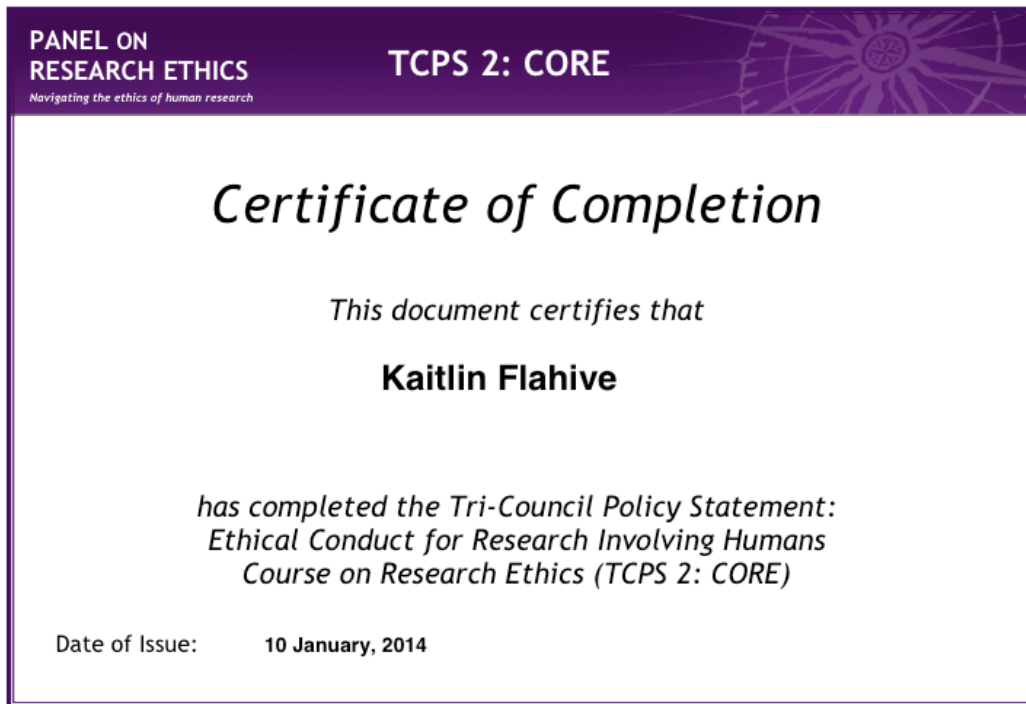 PANEL ON
RESEARCH ETHICS
Navigating the ethics of human research
TCPS 2: CORE
Certificate of Completion
This document certifies that
Kaitlin Flahive
has completed the Tri-Council Policy Statement:
Ethical Conduct for Research Involving Humans
Course on Research Ethics (TCPS 2: CORE)
Date of Issue: 10 January, 2014